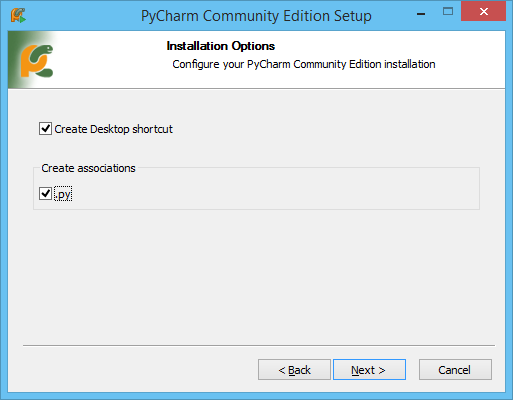 PyCharm Community Edition Setup
Installation Options
Configure your PyCharm Community Edition installation
Create Desktop shortcut
Create associations
.py
< Back
Next >
Cancel